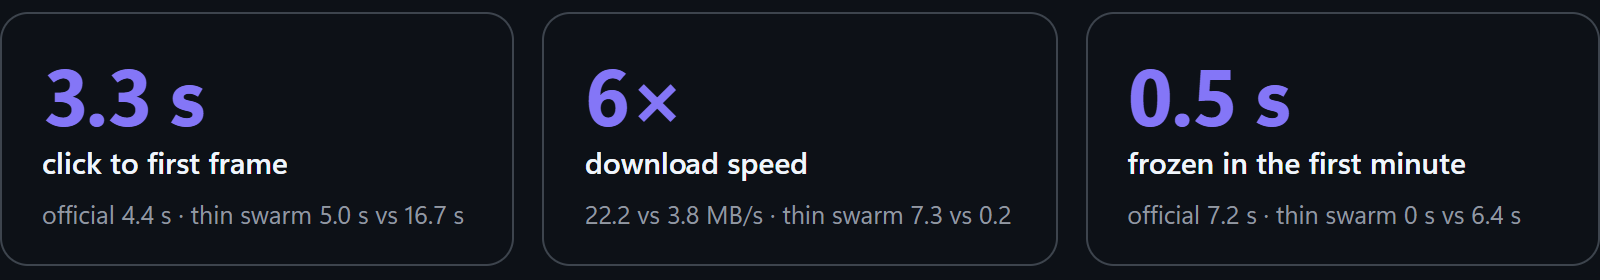 3.3 s
click to first frame
official 4.4 s · thin swarm 5.0 s vs 16.7 s
6×
download speed
22.2 vs 3.8 MB/s · thin swarm 7.3 vs 0.2
0.5 s
frozen in the first minute
official 7.2 s · thin swarm 0 s vs 6.4 s